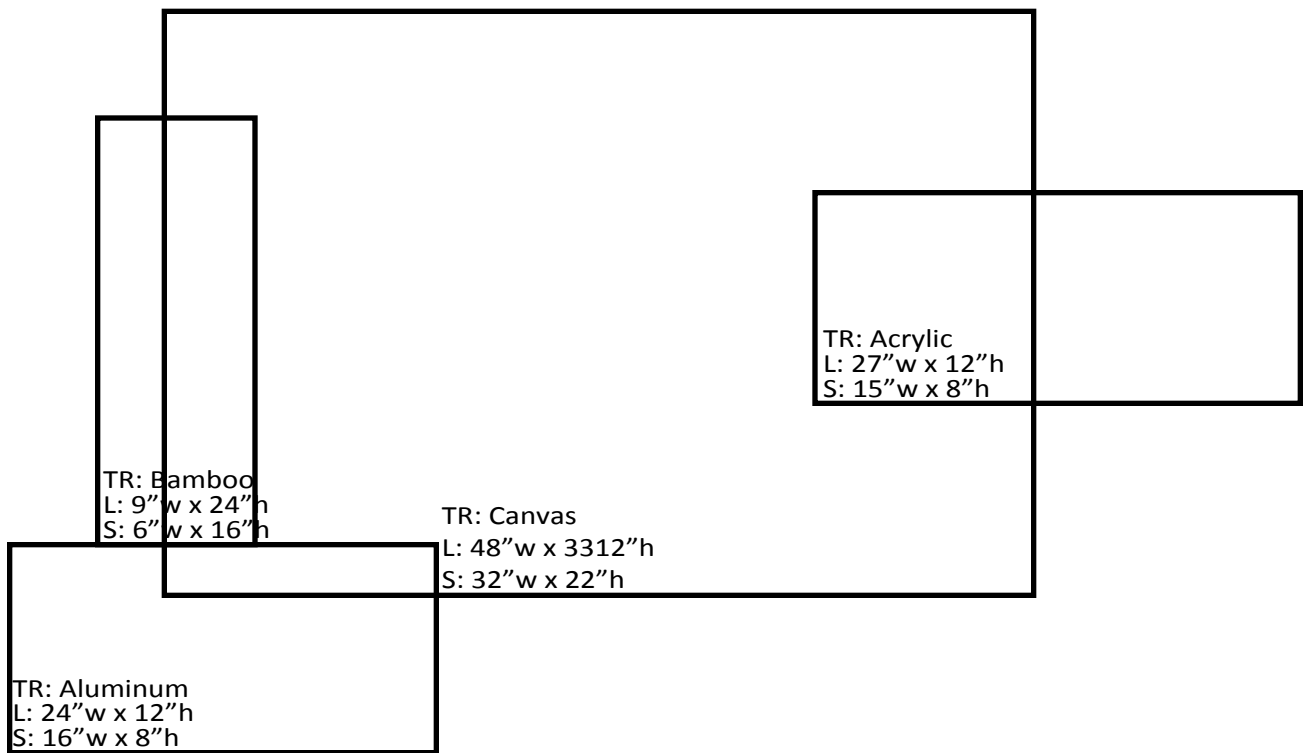 TR: Acrylic
L: 27”w x 12”h
S: 15”w x 8”h
TR: Bamboo
L: 9”w x 24”h
S: 6”w x 16”h
TR: Canvas
L: 48”w x 3312”h
S: 32”w x 22”h
TR: Aluminum
L: 24”w x 12”h
S: 16”w x 8”h